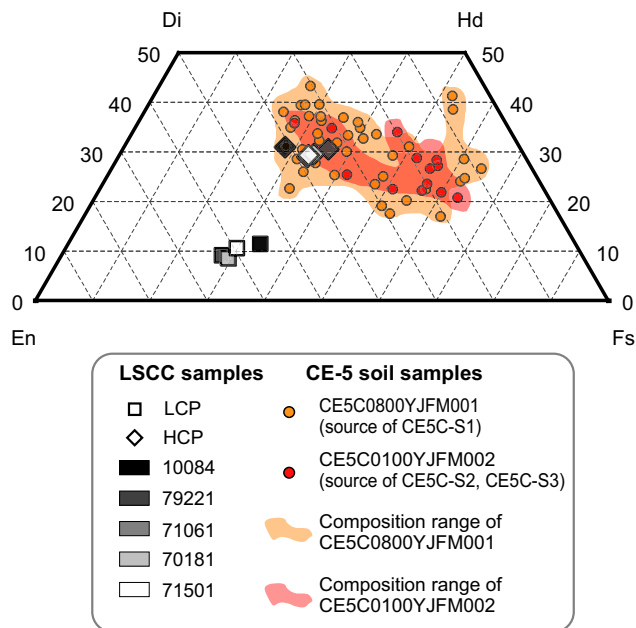 Di Hd
50 50
40 40
30 30
20 20
10 10
0 0
En Fs
LSCC samples
LCP
HCP
10084
79221
71061
70181
71501
CE-5 soil samples
CE5C0800YJFM001
(source of CE5C-S1)
CE5C0100YJFM002
(source of CE5C-S2, CE5C-S3)
Composition range of
CE5C0800YJFM001
Composition range of
CE5C0100YJFM002